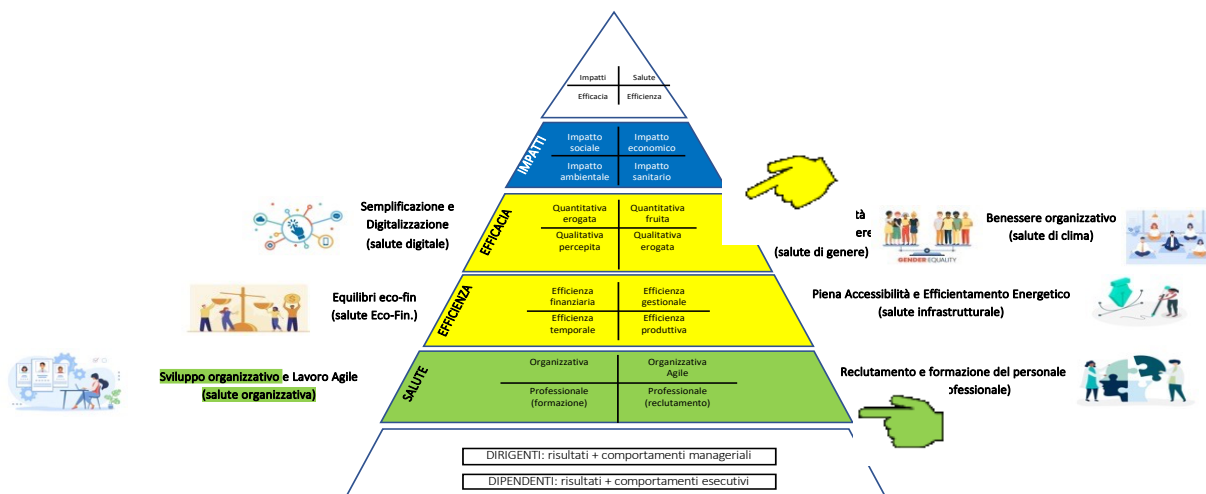 Impatti
Salute
Efficacia
Efficienza
IMPATTI
Impatto
sociale
Impatto
economico
Impatto
ambientale
Impatto
sanitario
EFFICACIA
Quantitativa
erogata
Quantitativa
fruita
Qualitativa
percepita
Qualitativa
erogata
EFFICIENZA
Efficienza
finanziaria
Efficienza
gestionale
Efficienza
temporale
Efficienza
produttiva
SALUTE
Organizzativa
Organizzativa
Agile
Professionale
(formazione)
Professionale
(reclutamento)
DIRIGENTI: risultati + comportamenti manageriali
DIPENDENTI: risultati + comportamenti esecutivi
Semplificazione e
Digitalizzazione
(salute digitale)
Equilibri eco-fin
(salute Eco-Fin.)
Sviluppo organizzativo e Lavoro Agile
(salute organizzativa)
tà
ere
(salute di genere)
GENDER EQUALITY
Benessere organizzativo
(salute di clima)
Piena Accessibilità e Efficientamento Energetico
(salute infrastrutturale)
Reclutamento e formazione del personale
ofessionale)